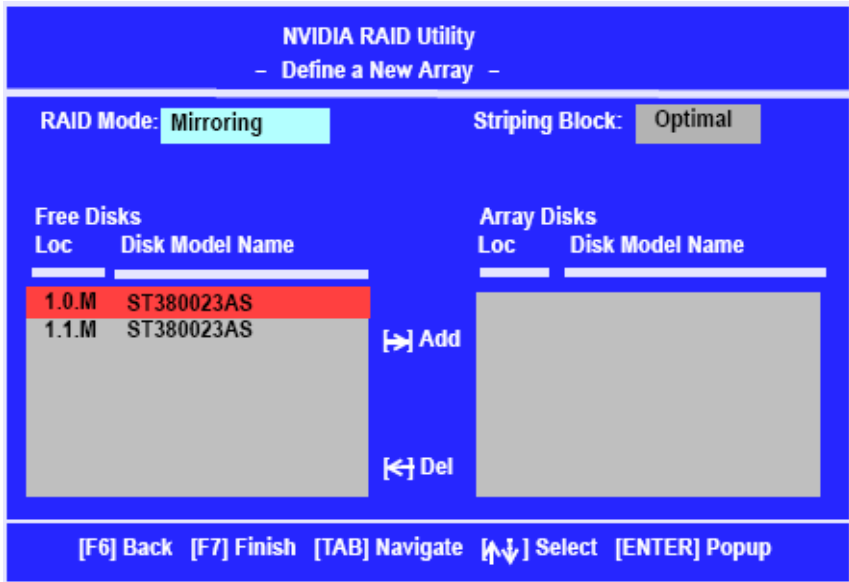 NVIDIA RAID Utility
– Define a New Array –
RAID Mode: Mirroring Striping Block: Optimal
Free Disks Array Disks
Loc Disk Model Name Loc Disk Model Name
1.0.M ST380023AS
1.1.M ST380023AS
[→] Add
[←] Del
[F6] Back [F7] Finish [TAB] Navigate [↑↓] Select [ENTER] Popup